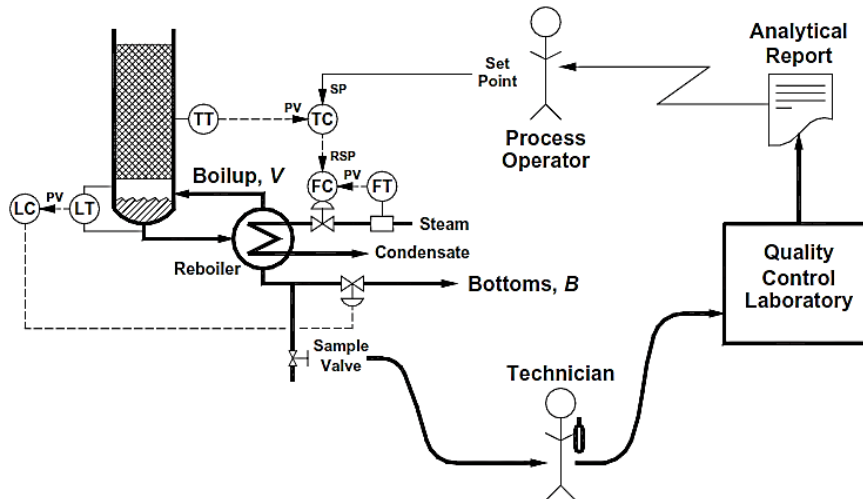 Analytical
Report
Set
Point
SP
PV
TT
TC
Process
Operator
RSP
Boilup, V
PV
FC
FT
LC
PV
LT
Steam
Quality
Control
Laboratory
Condensate
Reboiler
Bottoms, B
Sample
Valve
Technician